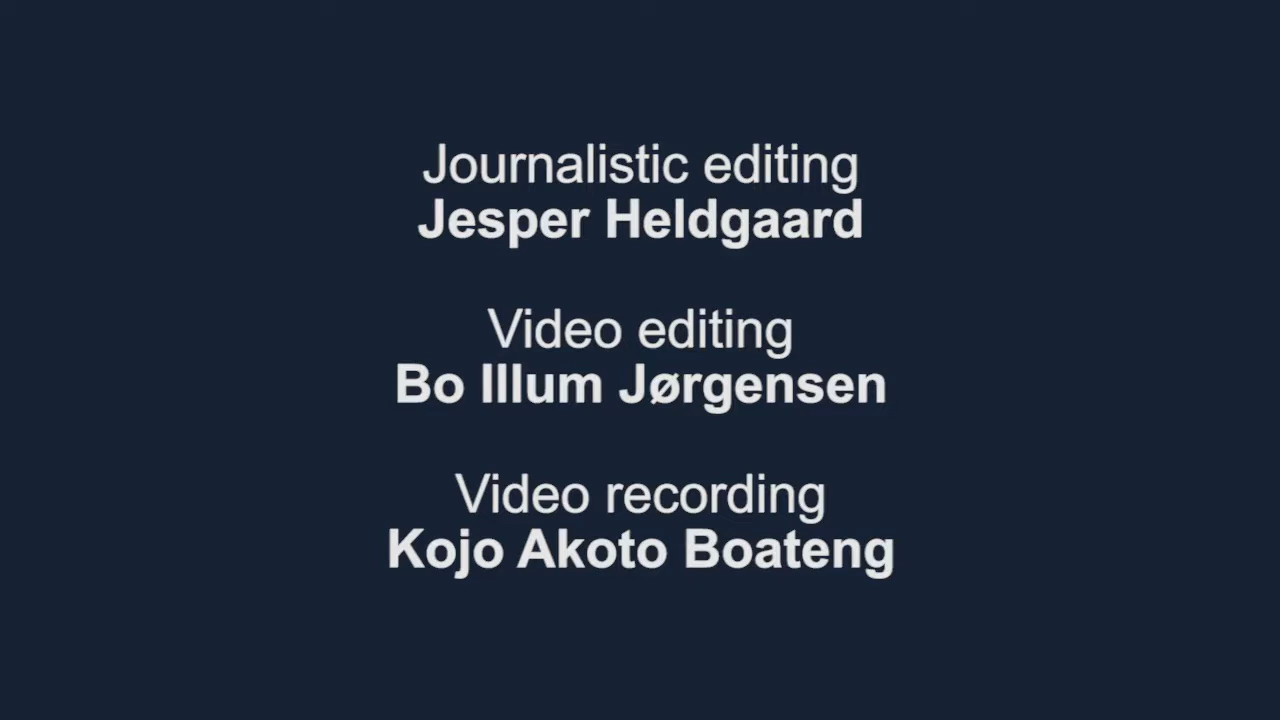 Journalistic editing
Jesper Heldgaard
Video editing
Bo Illum Jørgensen
Video recording
Kojo Akoto Boateng